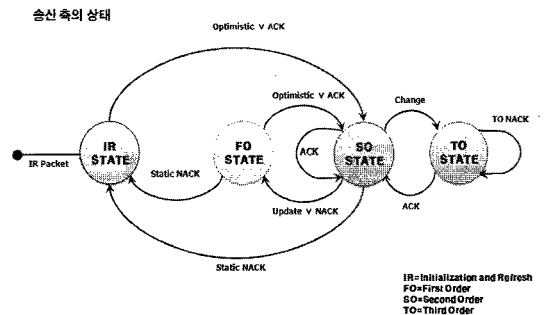 송신 측의 상태
Optimistic ∨ ACK
Optimistic ∨ ACK
Change
TO NACK
IR
STATE
FO
STATE
SO
STATE
TO
STATE
IR Packet
ACK
Static NACK
Update ∨ NACK
ACK
Static NACK
IR=Initialization and Refresh
FO=First Order
SO=Second Order
TO=Third Order